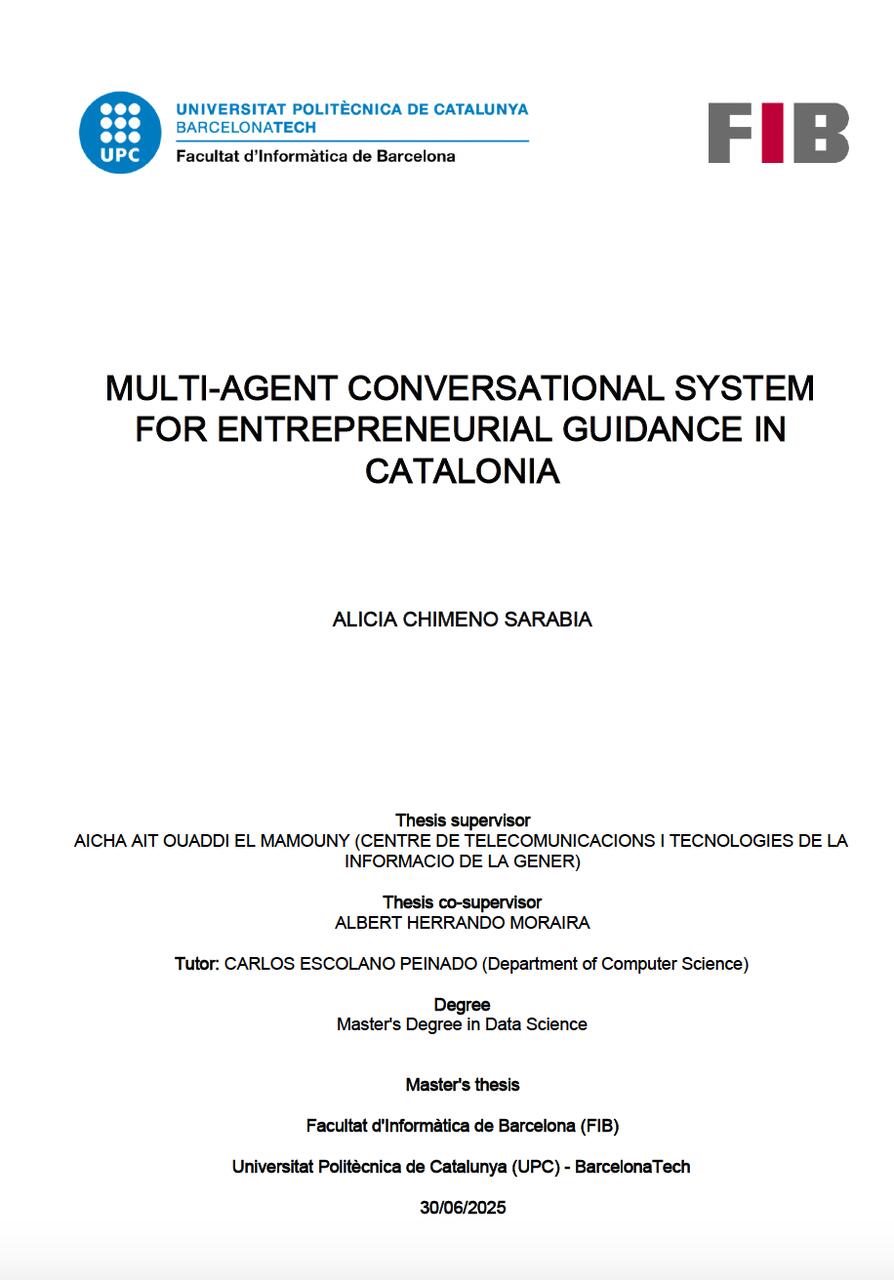 UNIVERSITAT POLITÈCNICA DE CATALUNYA
BARCELONATECH
Facultat d'Informàtica de Barcelona
UPC
FIB
MULTI-AGENT CONVERSATIONAL SYSTEM
FOR ENTREPRENEURIAL GUIDANCE IN
CATALONIA
ALICIA CHIMENO SARABIA
Thesis supervisor
AICHA AIT OUADDI EL MAMOUNY (CENTRE DE TELECOMUNICACIONS I TECNOLOGIES DE LA
INFORMACIO DE LA GENER)
Thesis co-supervisor
ALBERT HERRANDO MORAIRA
Tutor: CARLOS ESCOLANO PEINADO (Department of Computer Science)
Degree
Master's Degree in Data Science
Master's thesis
Facultat d'Informàtica de Barcelona (FIB)
Universitat Politècnica de Catalunya (UPC) - BarcelonaTech
30/06/2025